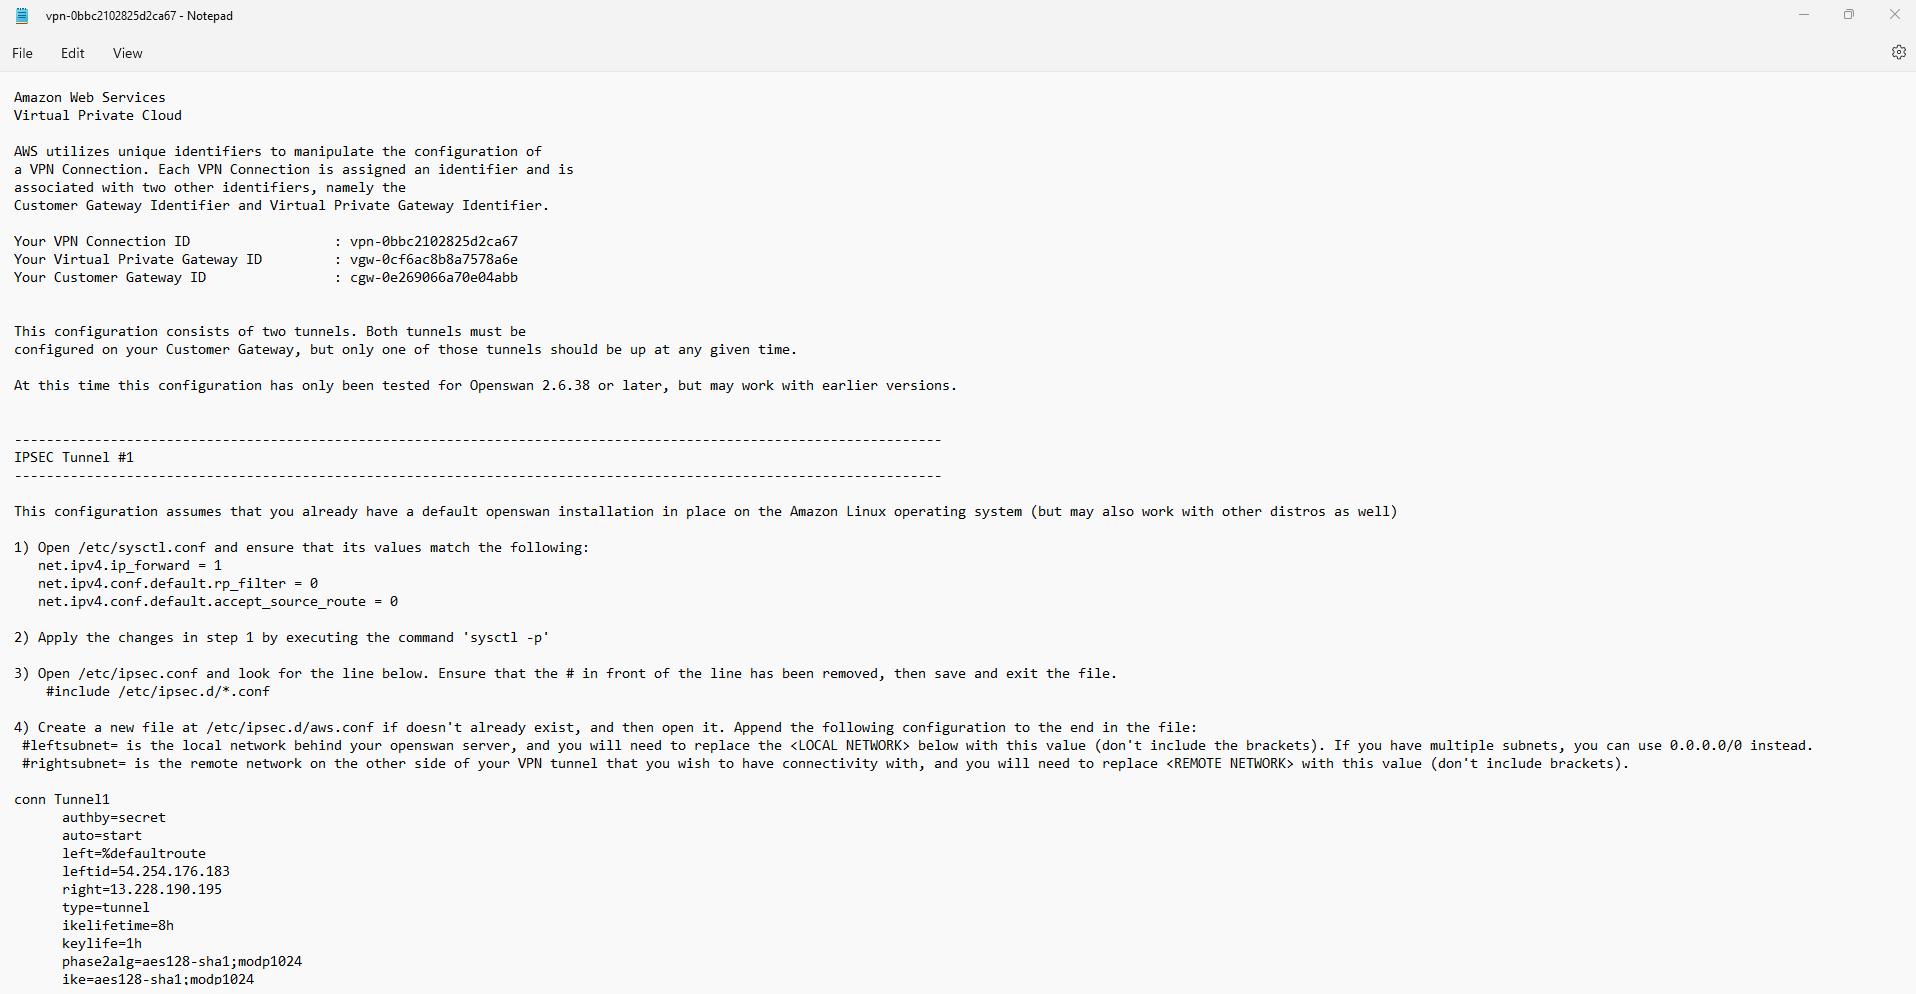 vpn-0bbc2102825d2ca67 - Notepad
File Edit View
Amazon Web Services
Virtual Private Cloud
AWS utilizes unique identifiers to manipulate the configuration of
a VPN Connection. Each VPN Connection is assigned an identifier and is
associated with two other identifiers, namely the
Customer Gateway Identifier and Virtual Private Gateway Identifier.
Your VPN Connection ID : vpn-0bbc2102825d2ca67
Your Virtual Private Gateway ID : vgw-0cf6ac8b8a7578a6e
Your Customer Gateway ID : cgw-0e269066a70e04abb
This configuration consists of two tunnels. Both tunnels must be
configured on your Customer Gateway, but only one of those tunnels should be up at any given time.
At this time this configuration has only been tested for Openswan 2.6.38 or later, but may work with earlier versions.
--------------------------------------------------------------------------------------------------------------------
IPSEC Tunnel #1
--------------------------------------------------------------------------------------------------------------------
This configuration assumes that you already have a default openswan installation in place on the Amazon Linux operating system (but may also work with other distros as well)
1) Open /etc/sysctl.conf and ensure that its values match the following:
net.ipv4.ip_forward = 1
net.ipv4.conf.default.rp_filter = 0
net.ipv4.conf.default.accept_source_route = 0
2) Apply the changes in step 1 by executing the command 'sysctl -p'
3) Open /etc/ipsec.conf and look for the line below. Ensure that the # in front of the line has been removed, then save and exit the file.
#include /etc/ipsec.d/*.conf
4) Create a new file at /etc/ipsec.d/aws.conf if doesn't already exist, and then open it. Append the following configuration to the end in the file:
#leftsubnet= is the local network behind your openswan server, and you will need to replace the <LOCAL NETWORK> below with this value (don't include the brackets). If you have multiple subnets, you can use 0.0.0.0/0 instead.
#rightsubnet= is the remote network on the other side of your VPN tunnel that you wish to have connectivity with, and you will need to replace <REMOTE NETWORK> with this value (don't include brackets).
conn Tunnel1
authby=secret
auto=start
left=%defaultroute
leftid=54.254.176.183
right=13.228.190.195
type=tunnel
ikelifetime=8h
keylife=1h
phase2alg=aes128-sha1;modp1024
ike=aes128-sha1;modp1024